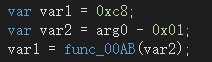 var var1 = 0xc8;
var var2 = arg0 - 0x01;
var1 = func_00AB(var2);